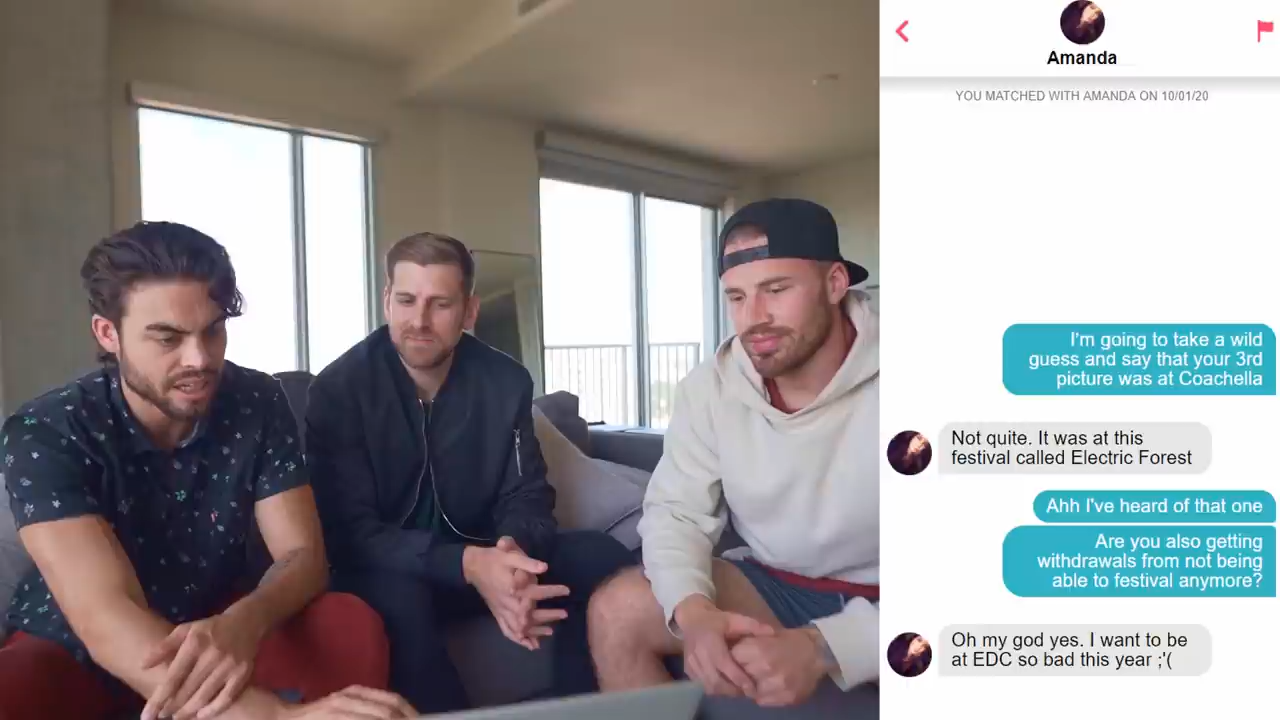 Amanda
YOU MATCHED WITH AMANDA ON 10/01/20
I'm going to take a wild
guess and say that your 3rd
picture was at Coachella
Not quite. It was at this
festival called Electric Forest
Ahh I've heard of that one
Are you also getting
withdrawals from not being
able to festival anymore?
Oh my god yes. I want to be
at EDC so bad this year ;'(